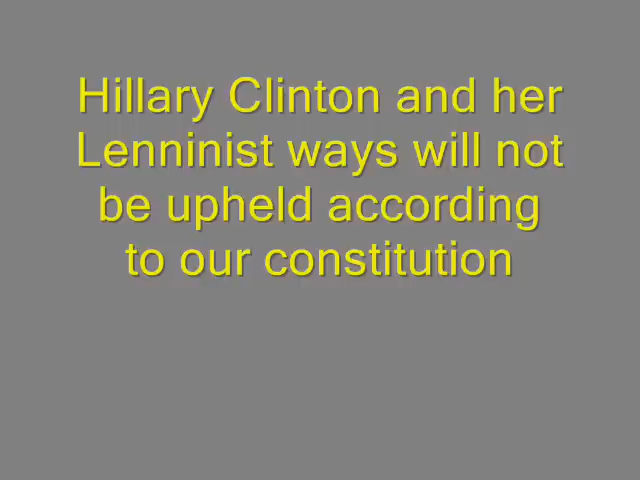 Hillary Clinton and her
Lenninist ways will not
be upheld according
to our constitution